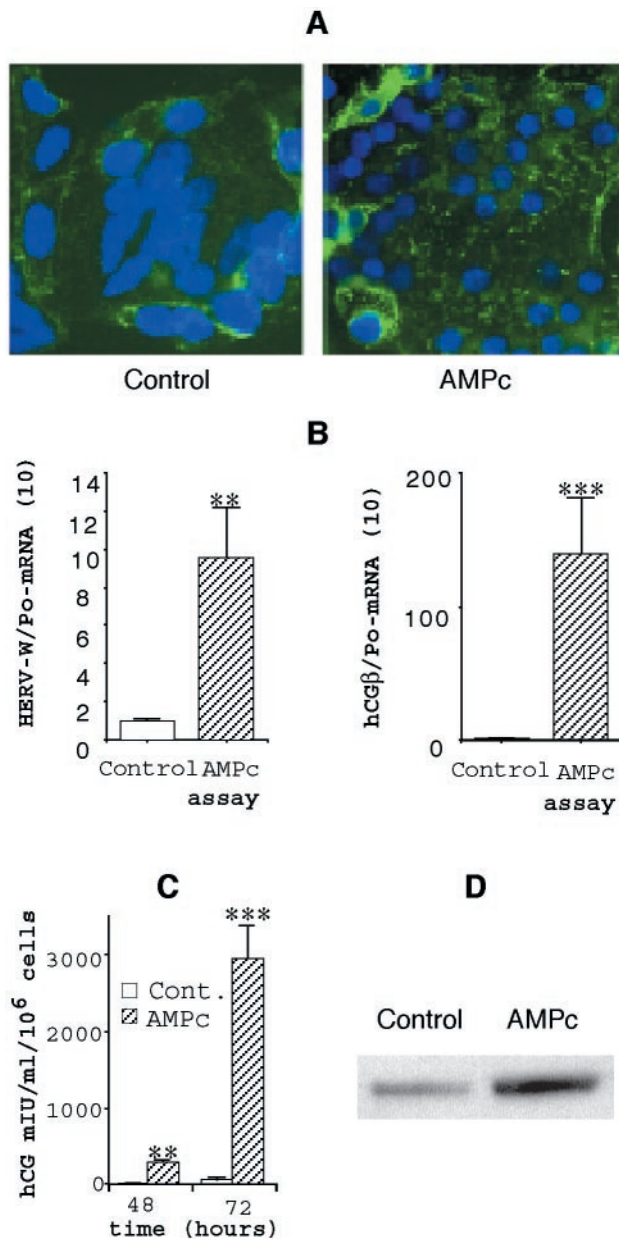 A
Control AMPc
B
HERV-W/Po-mRNA (10)
14
12
10
8
6
4
2
0
**
Control AMPc
assay
hCGβ/Po-mRNA (10)
200
100
0
***
Control AMPc
assay
C
hCG mIU/ml/10⁶ cells
3000
2000
1000
0
Cont.
AMPc
**
***
48 72
time (hours)
D
Control AMPc